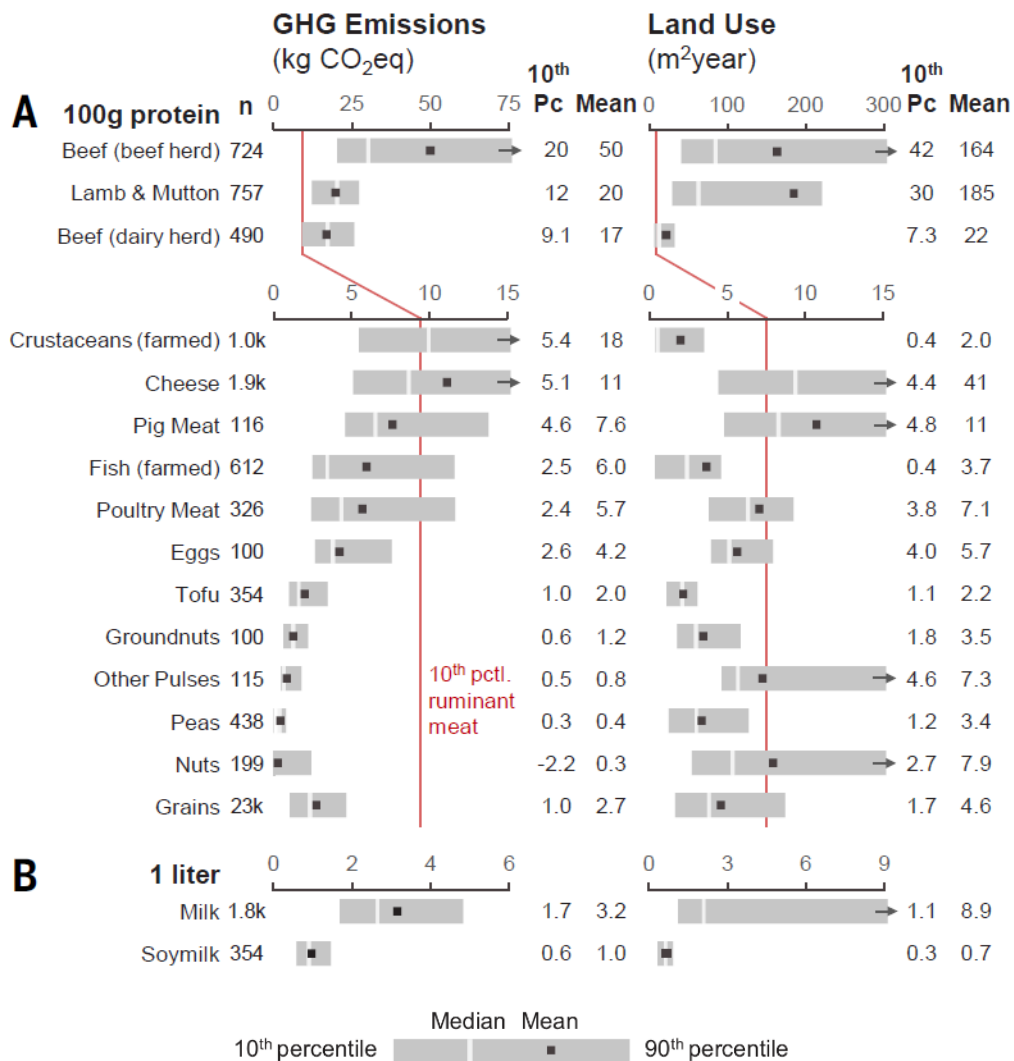 GHG Emissions Land Use
(kg CO2eq) (m2year)
10th 10th
0 25 50 75 Pc Mean 0 100 200 300 Pc Mean
A 100g protein n
Beef (beef herd) 724 20 50 42 164
Lamb & Mutton 757 12 20 30 185
Beef (dairy herd) 490 9.1 17 7.3 22
0 5 10 15 0 5 10 15
Crustaceans (farmed) 1.0k 5.4 18 0.4 2.0
Cheese 1.9k 5.1 11 4.4 41
Pig Meat 116 4.6 7.6 4.8 11
Fish (farmed) 612 2.5 6.0 0.4 3.7
Poultry Meat 326 2.4 5.7 3.8 7.1
Eggs 100 2.6 4.2 4.0 5.7
Tofu 354 1.0 2.0 1.1 2.2
Groundnuts 100 0.6 1.2 1.8 3.5
Other Pulses 115 0.5 0.8 4.6 7.3
10th pctl.
ruminant
meat
Peas 438 0.3 0.4 1.2 3.4
Nuts 199 -2.2 0.3 2.7 7.9
Grains 23k 1.0 2.7 1.7 4.6
B 1 liter 0 2 4 6 0 3 6 9
Milk 1.8k 1.7 3.2 1.1 8.9
Soymilk 354 0.6 1.0 0.3 0.7
Median Mean
10th percentile 90th percentile